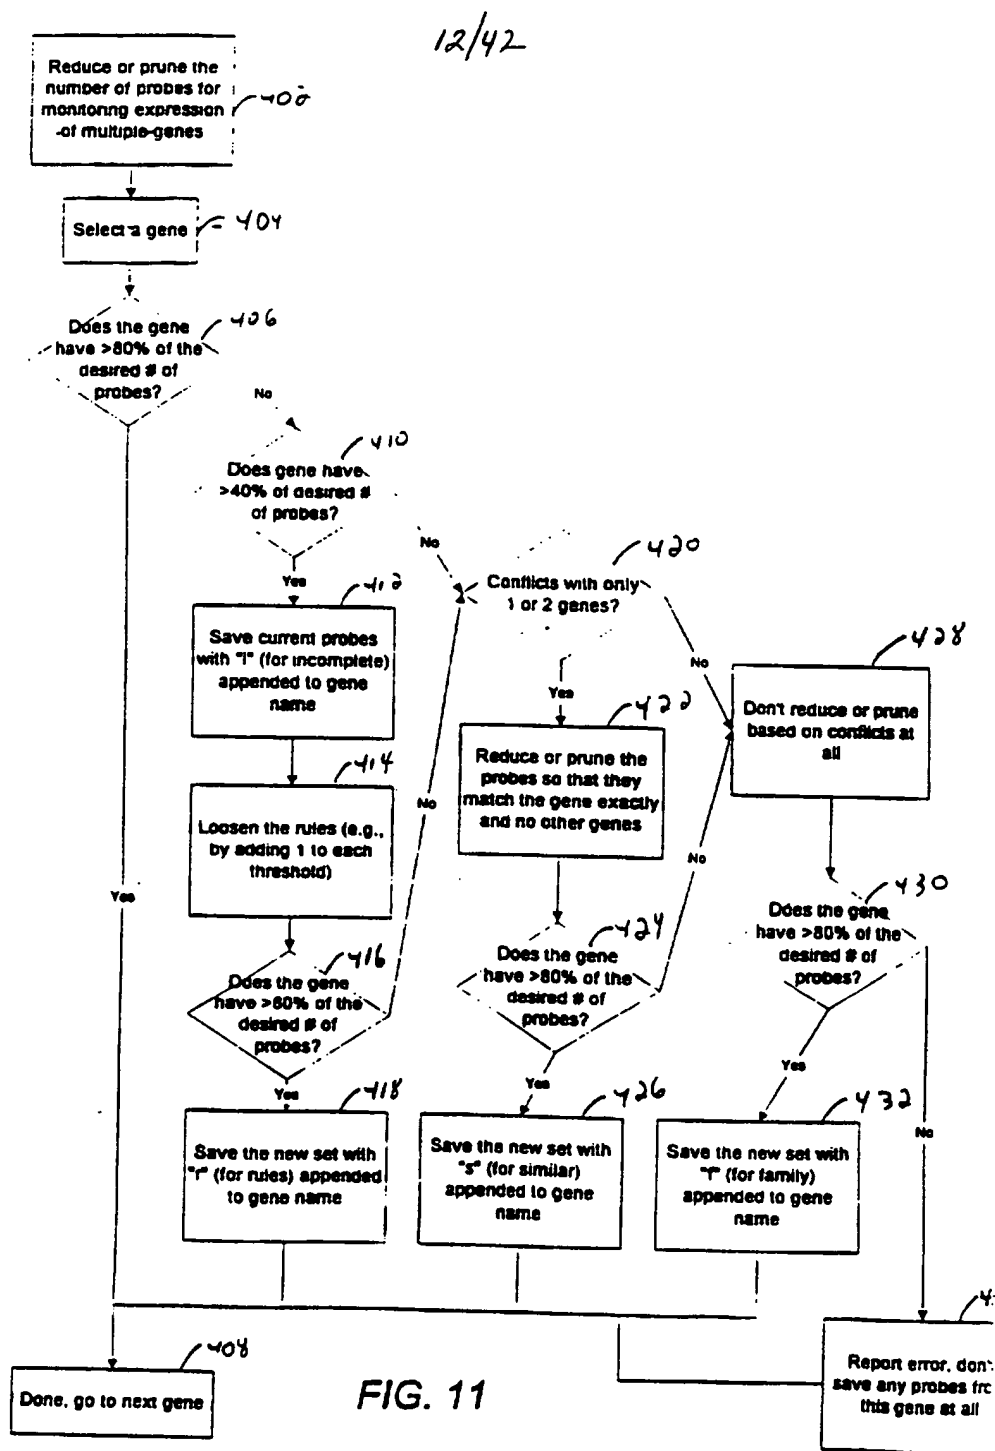 12/42
Reduce or prune the
number of probes for
monitoring expression
of multiple-genes
402
Select a gene
404
Does the gene
have >80% of the
desired # of
probes?
406
No
Does gene have
>40% of desired #
of probes?
410
Yes
No
Save current probes
with "i" (for incomplete)
appended to gene
name
412
Loosen the rules (e.g.,
by adding 1 to each
threshold)
414
Does the gene
have >80% of the
desired # of
probes?
416
Yes
No
Save the new set with
"r" (for rules) appended
to gene name
418
Conflicts with only
1 or 2 genes?
420
Yes
No
Reduce or prune the
probes so that they
match the gene exactly
and no other genes
422
Does the gene
have >80% of the
desired # of
probes?
424
Yes
No
Save the new set with
"s" (for similar)
appended to gene
name
426
Don't reduce or prune
based on conflicts at
all
428
Does the gene
have >80% of the
desired # of
probes?
430
Yes
No
Save the new set with
"f" (for family)
appended to gene
name
432
Yes
Done, go to next gene
408
FIG. 11
Report error, don'
save any probes
this gene at all